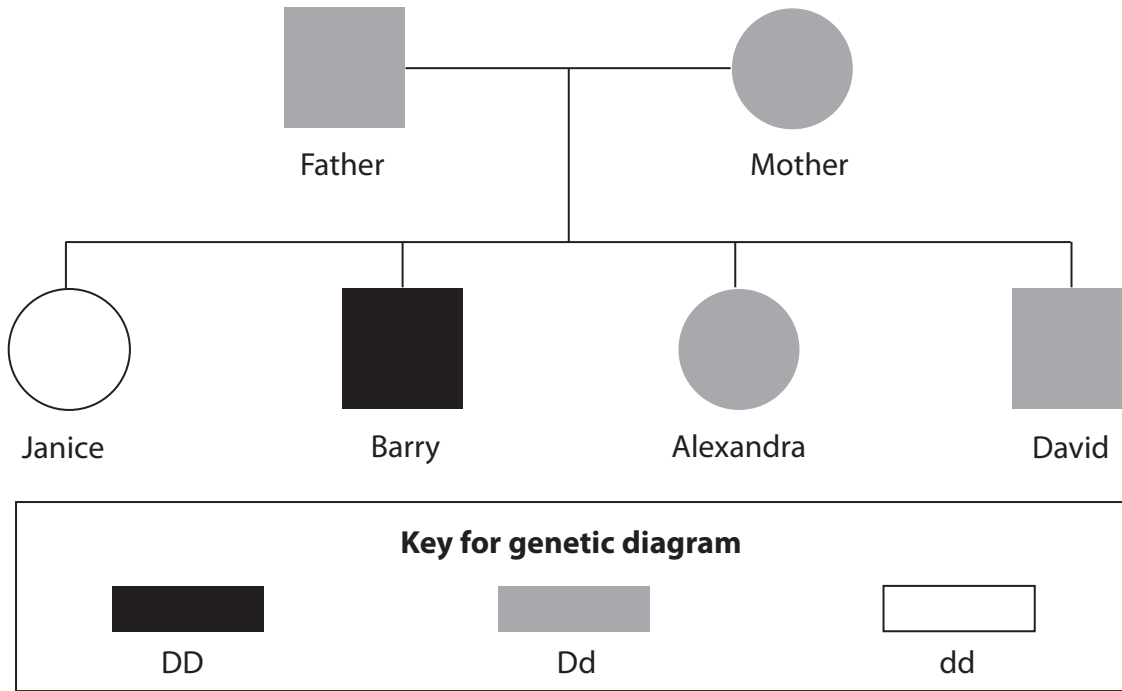 Father Mother
Janice Barry Alexandra David
Key for genetic diagram
DD Dd dd